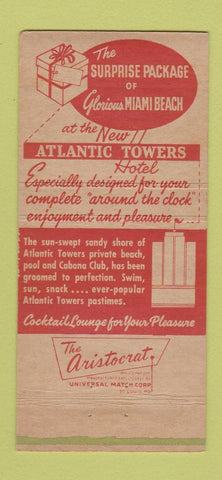 The
SURPRISE PACKAGE
OF
Glorious MIAMI BEACH
at the New
ATLANTIC TOWERS
Hotel
Especially designed for your
complete "around the clock"
enjoyment and pleasure...
The sun-swept sandy shore of
Atlantic Towers private beach,
pool and Cabana Club, has been
groomed to perfection. Swim,
sun, snack .... ever-popular
Atlantic Towers pastimes.
Cocktail Lounge for Your Pleasure
The
Aristocrat
UNIVERSAL MATCH CORP.